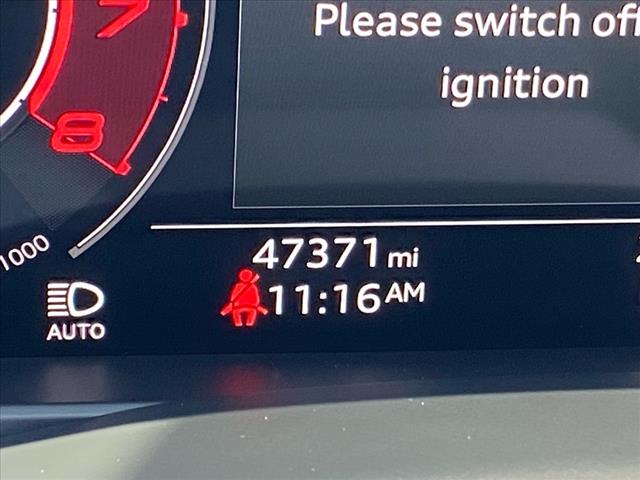 7
Please switch off
ignition
8
1000
47371 mi
11:16 AM
AUTO